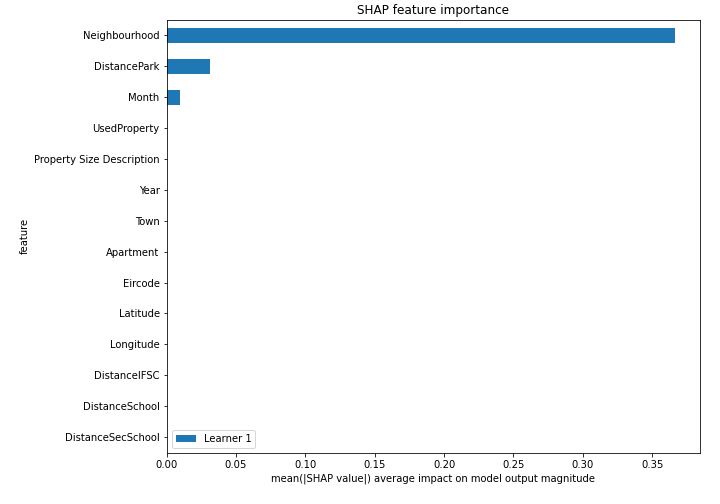 SHAP feature importance
Neighbourhood
DistancePark
Month
UsedProperty
Property Size Description
Year
Town
Apartment
Eircode
Latitude
Longitude
DistanceIFSC
DistanceSchool
DistanceSecSchool
feature
Learner 1
0.00 0.05 0.10 0.15 0.20 0.25 0.30 0.35
mean(|SHAP value|) average impact on model output magnitude